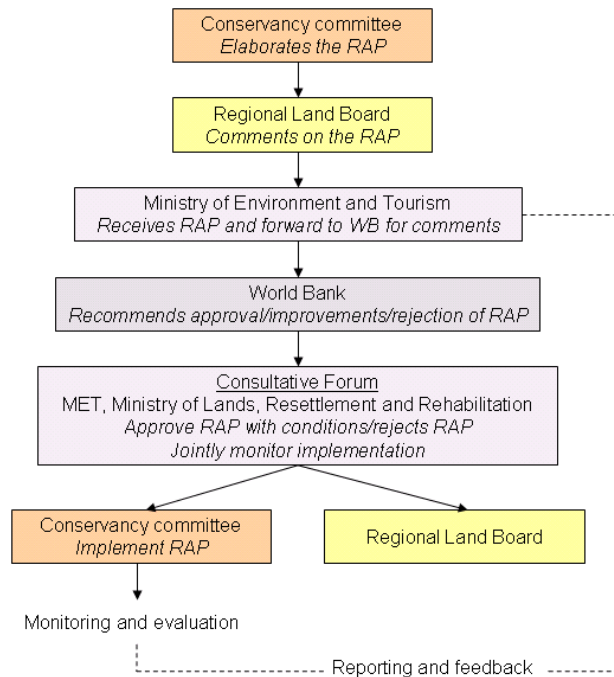 Conservancy committee
Elaborates the RAP
Regional Land Board
Comments on the RAP
Ministry of Environment and Tourism
Receives RAP and forward to WB for comments
World Bank
Recommends approval/improvements/rejection of RAP
Consultative Forum
MET, Ministry of Lands, Resettlement and Rehabilitation
Approve RAP with conditions/rejects RAP
Jointly monitor implementation
Conservancy committee
Implement RAP
Regional Land Board
Monitoring and evaluation
Reporting and feedback